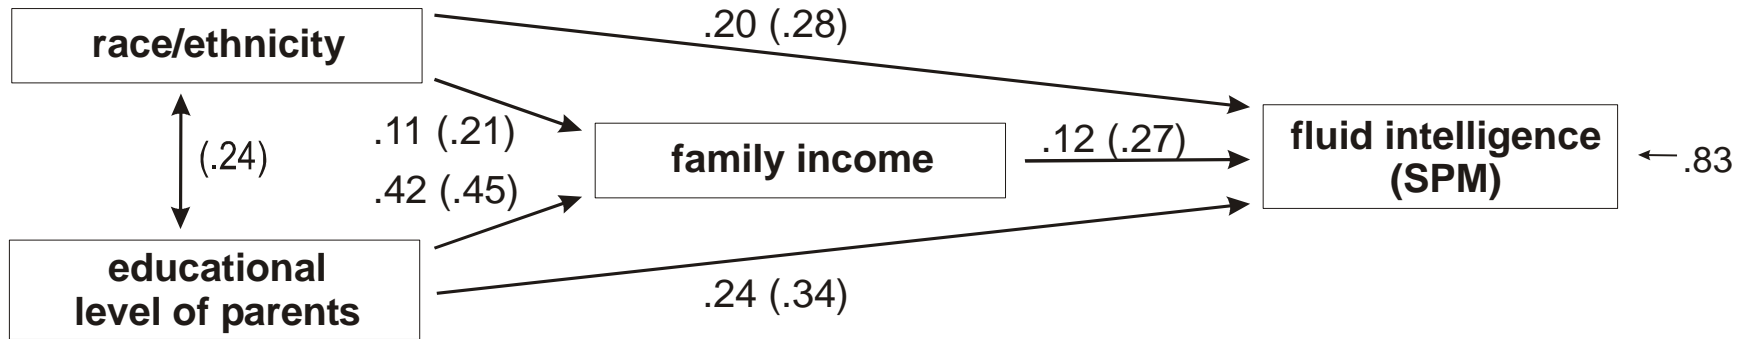 race/ethnicity
.20 (.28)
.11 (.21)
(.24)
.42 (.45)
family income
.12 (.27)
fluid intelligence
(SPM)
.83
educational
level of parents
.24 (.34)